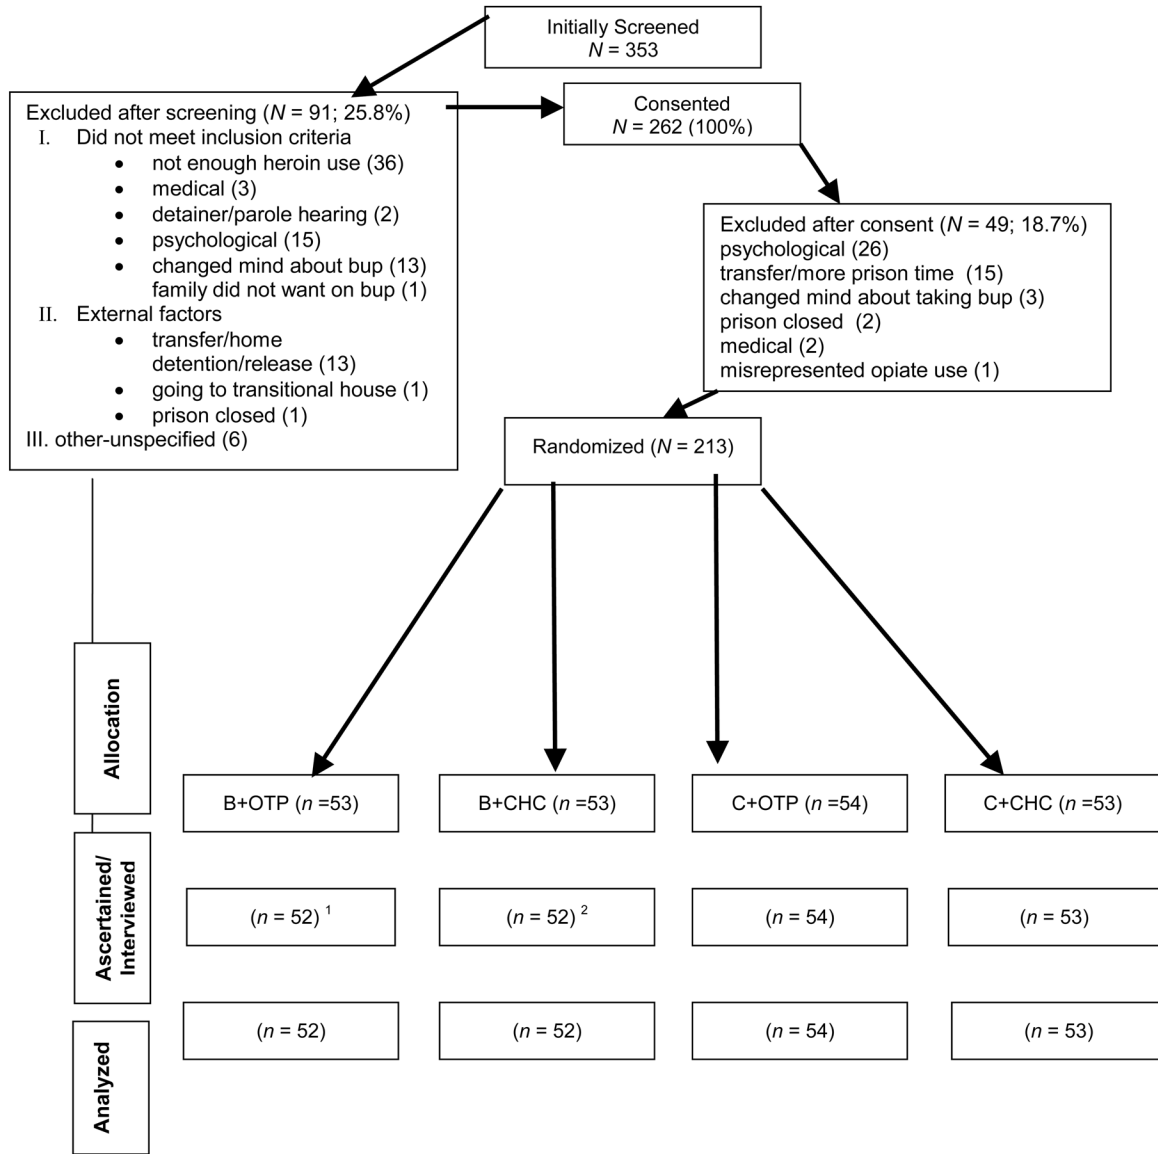 Initially Screened
N = 353
Excluded after screening (N = 91; 25.8%)
I. Did not meet inclusion criteria
• not enough heroin use (36)
• medical (3)
• detainer/parole hearing (2)
• psychological (15)
• changed mind about bup (13)
family did not want on bup (1)
II. External factors
• transfer/home
detention/release (13)
• going to transitional house (1)
• prison closed (1)
III. other-unspecified (6)
Consented
N = 262 (100%)
Excluded after consent (N = 49; 18.7%)
psychological (26)
transfer/more prison time (15)
changed mind about taking bup (3)
prison closed (2)
medical (2)
misrepresented opiate use (1)
Randomized (N = 213)
Allocation
B+OTP (n =53)
B+CHC (n =53)
C+OTP (n =54)
C+CHC (n =53)
Ascertained/
Interviewed
(n = 52) 1
(n = 52) 2
(n = 54)
(n = 53)
Analyzed
(n = 52)
(n = 52)
(n = 54)
(n = 53)